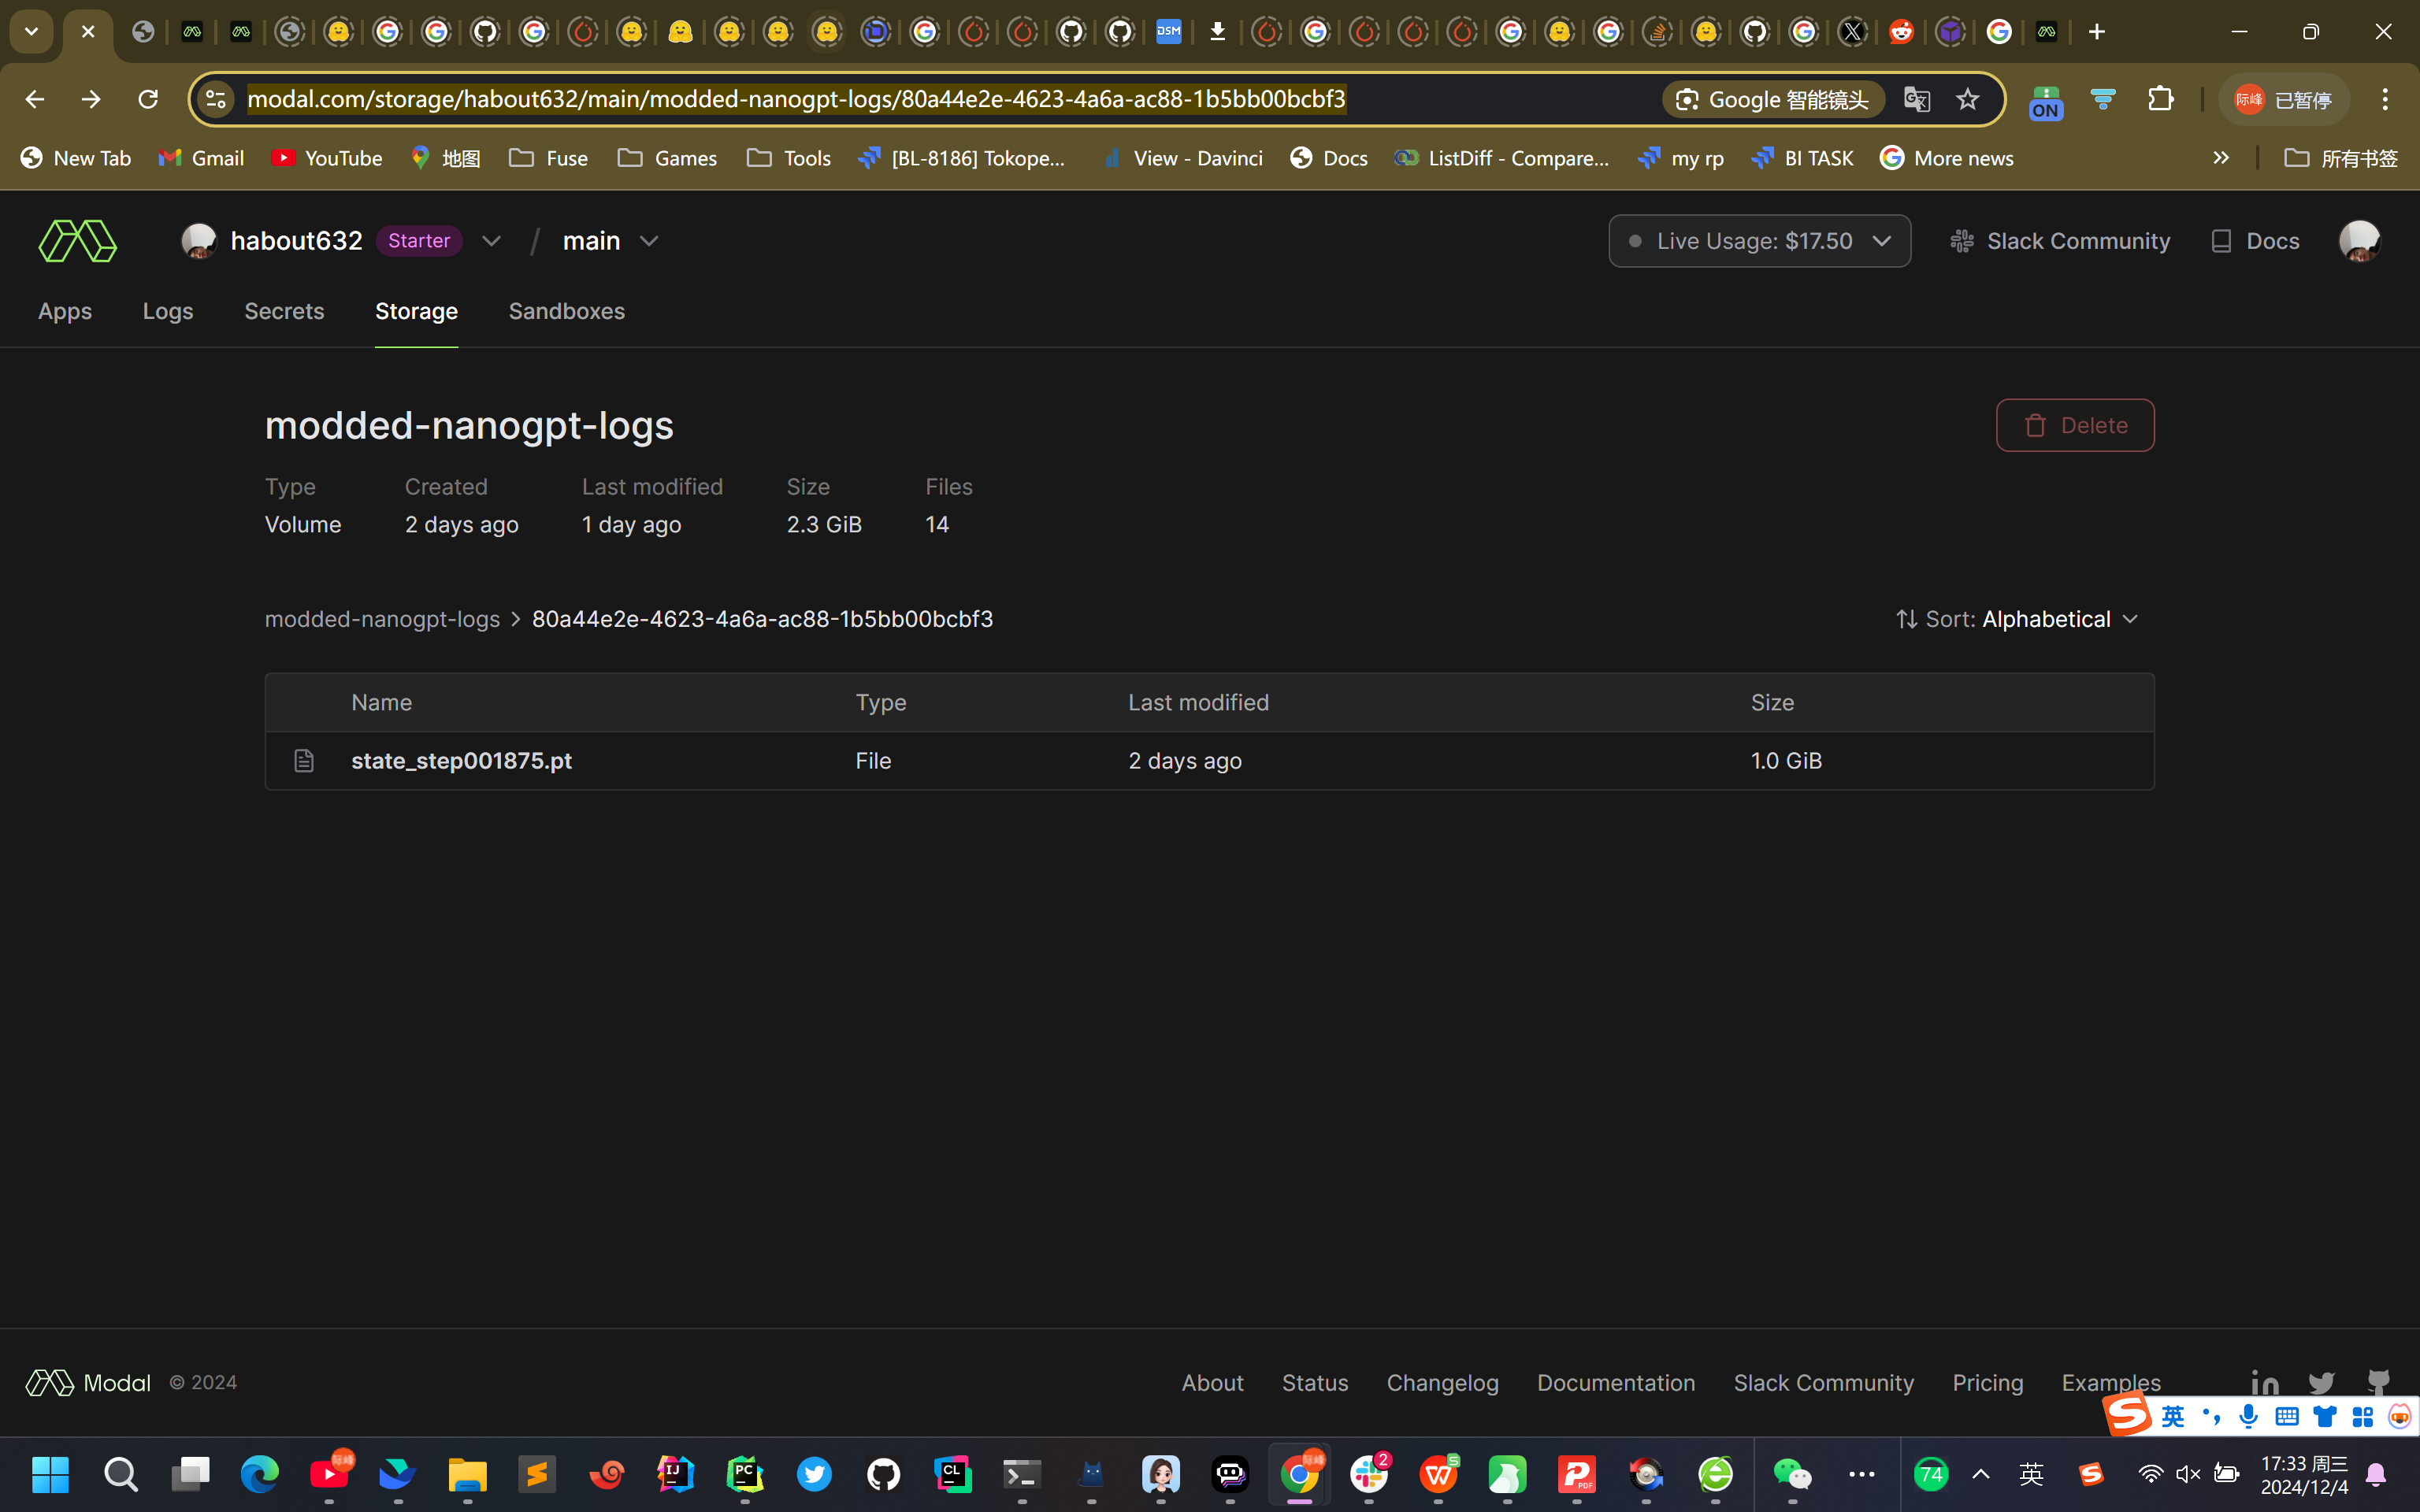 DSM
modal.com/storage/habout632/main/modded-nanogpt-logs/80a44e2e-4623-4a6a-ac88-1b5bb00bcbf3
Google 智能镜头
ON
际峰 已暂停
New Tab Gmail YouTube 地图 Fuse Games Tools [BL-8186] Tokope... View - Davinci Docs ListDiff - Compare... my rp BI TASK More news 所有书签
habout632 Starter / main Live Usage: $17.50 Slack Community Docs
Apps Logs Secrets Storage Sandboxes
modded-nanogpt-logs Delete
Type Created Last modified Size Files
Volume 2 days ago 1 day ago 2.3 GiB 14
modded-nanogpt-logs > 80a44e2e-4623-4a6a-ac88-1b5bb00bcbf3 Sort: Alphabetical
Name Type Last modified Size
state_step001875.pt File 2 days ago 1.0 GiB
Modal © 2024 About Status Changelog Documentation Slack Community Pricing Examples
英
74 英 17:33 周三
2024/12/4